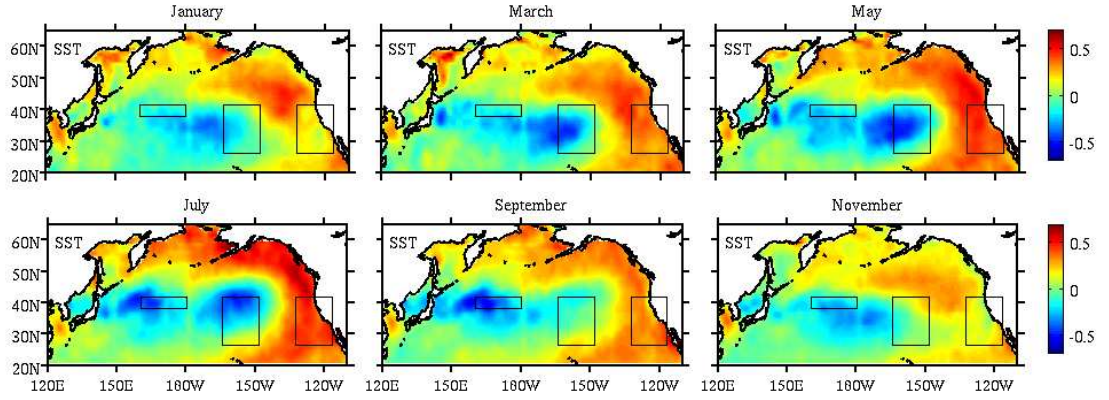 January March May
60N SST SST SST 0.5
50N
40N 0
30N
20N -0.5
July September November
60N SST SST SST 0.5
50N
40N 0
30N
20N -0.5
120E 150E 180W 150W 120W 120E 150E 180W 150W 120W 120E 150E 180W 150W 120W